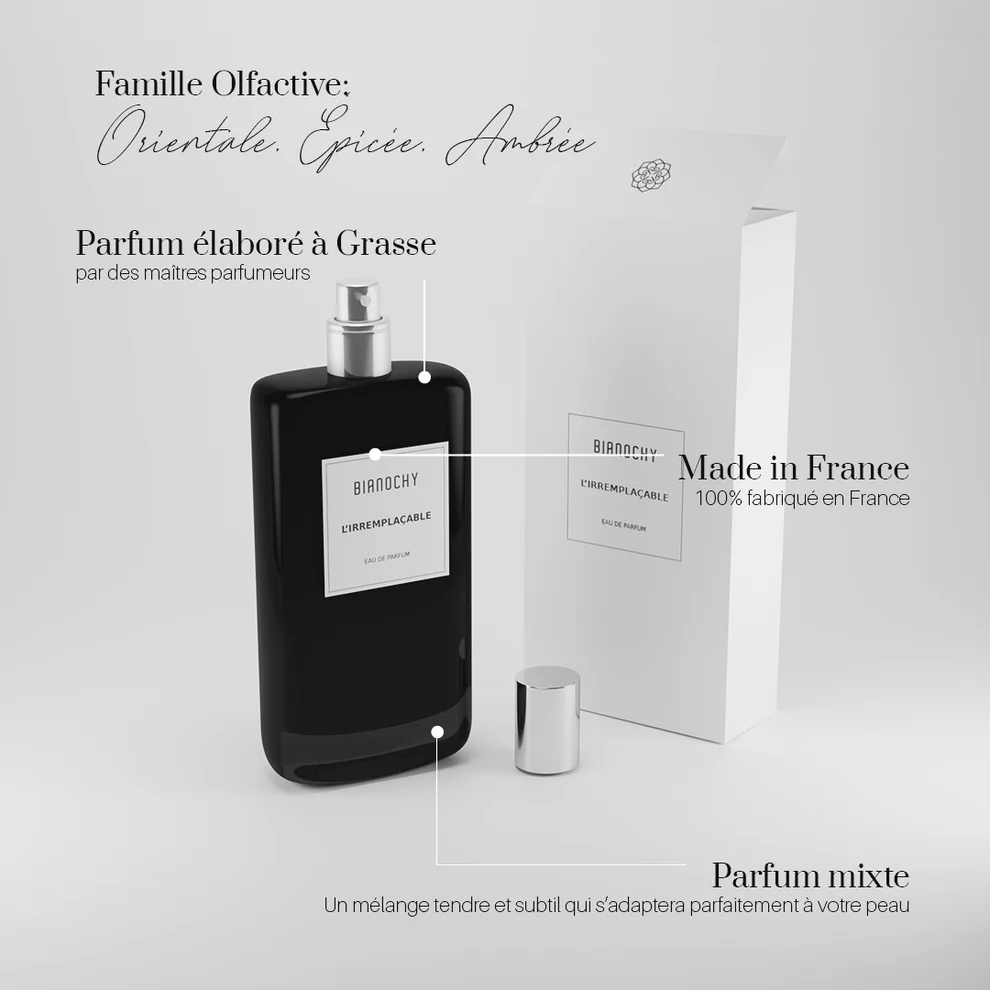 Famille Olfactive:
Orientale. Epicée. Ambrée
Parfum élaboré à Grasse
par des maîtres parfumeurs
BIANOCHY
L'IRREMPLAÇABLE
EAU DE PARFUM
BIANOCHY
L'IRREMPLAÇABLE
EAU DE PARFUM
Made in France
100% fabriqué en France
Parfum mixte
Un mélange tendre et subtil qui s'adaptera parfaitement à votre peau